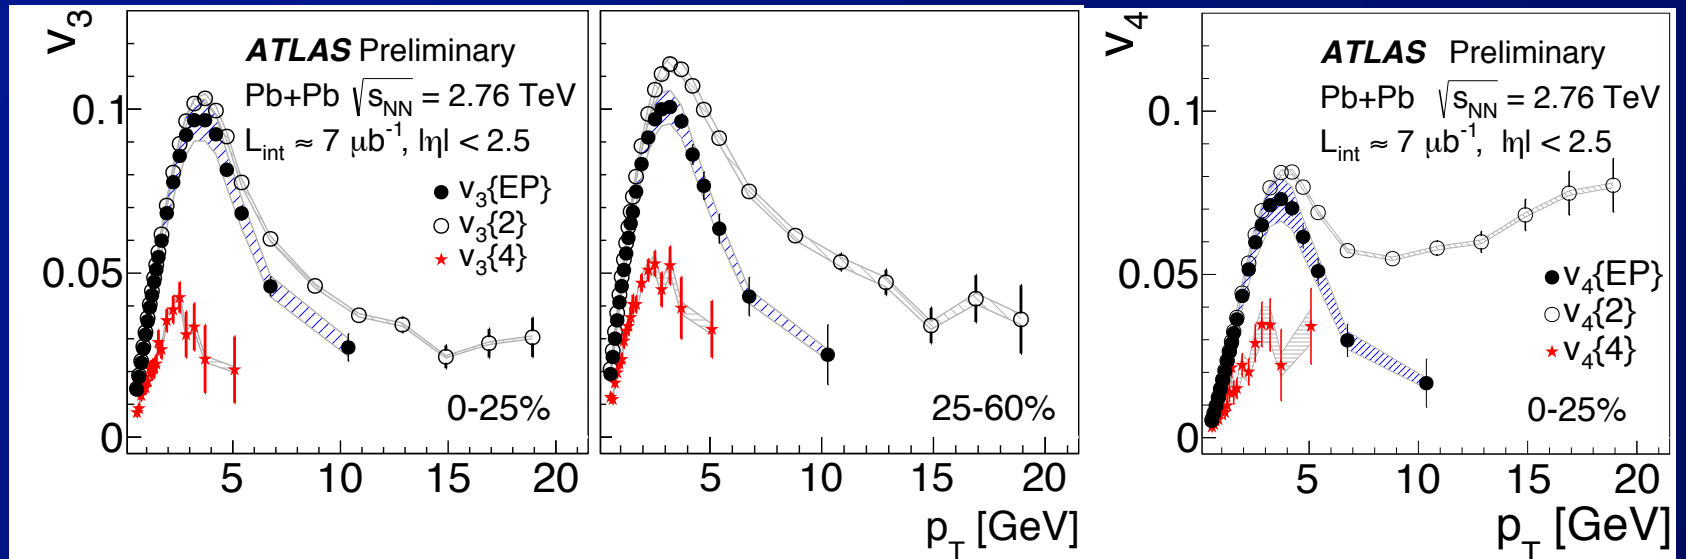 v3
ATLAS Preliminary
Pb+Pb √sNN = 2.76 TeV
Lint ≈ 7 μb-1, |η| < 2.5
v3{EP}
v3{2}
v3{4}
0-25%
0.1
0.05
0
5 10 15 20
25-60%
5 10 15 20
pT [GeV]
v4
ATLAS Preliminary
Pb+Pb √sNN = 2.76 TeV
Lint ≈ 7 μb-1, |η| < 2.5
v4{EP}
v4{2}
v4{4}
0-25%
0.1
0.05
0
5 10 15 20
pT [GeV]